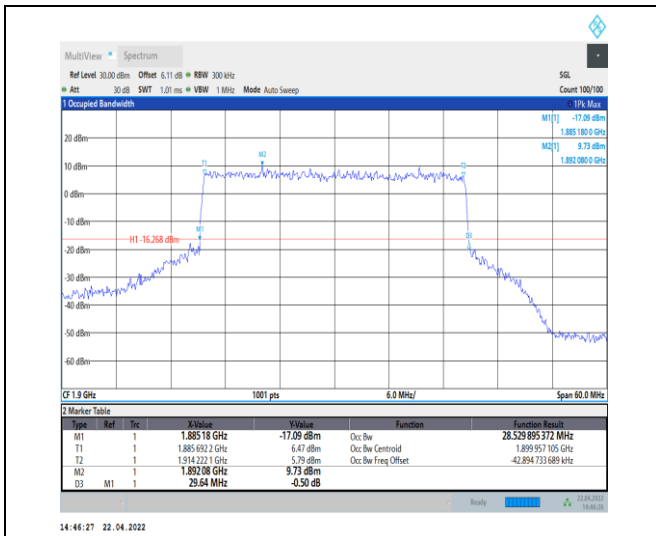 MultiView Spectrum
Ref Level 30.00 dBm Offset 6.11 dB RBW 300 kHz SGL
Att 30 dB SWT 1.01 ms VBW 1 MHz Mode Auto Sweep Count 100/100
1 Occupied Bandwidth 1Pk Max
M1[1] -17.09 dBm
1.885 180 0 GHz
M2[1] 9.73 dBm
1.892 080 0 GHz
20 dBm
10 dBm
0 dBm
-10 dBm
-20 dBm
-30 dBm
-40 dBm
-50 dBm
-60 dBm
T1
M2
M1
D3
H1 -16.268 dBm
CF 1.9 GHz 1001 pts 6.0 MHz/ Span 60.0 MHz
2 Marker Table
Type Ref Trc X-Value Y-Value Function Function Result
M1 1 1.885 18 GHz -17.09 dBm Occ Bw 28.529 895 372 MHz
T1 1 1.885 692 2 GHz 6.47 dBm Occ Bw Centroid 1.899 957 105 GHz
T2 1 1.914 222 1 GHz 5.79 dBm Occ Bw Freq Offset -42.894 733 689 kHz
M2 1 1.892 08 GHz 9.73 dBm
D3 M1 1 29.64 MHz -0.50 dB
Ready 22.04.2022
14:46:26
14:46:27 22.04.2022